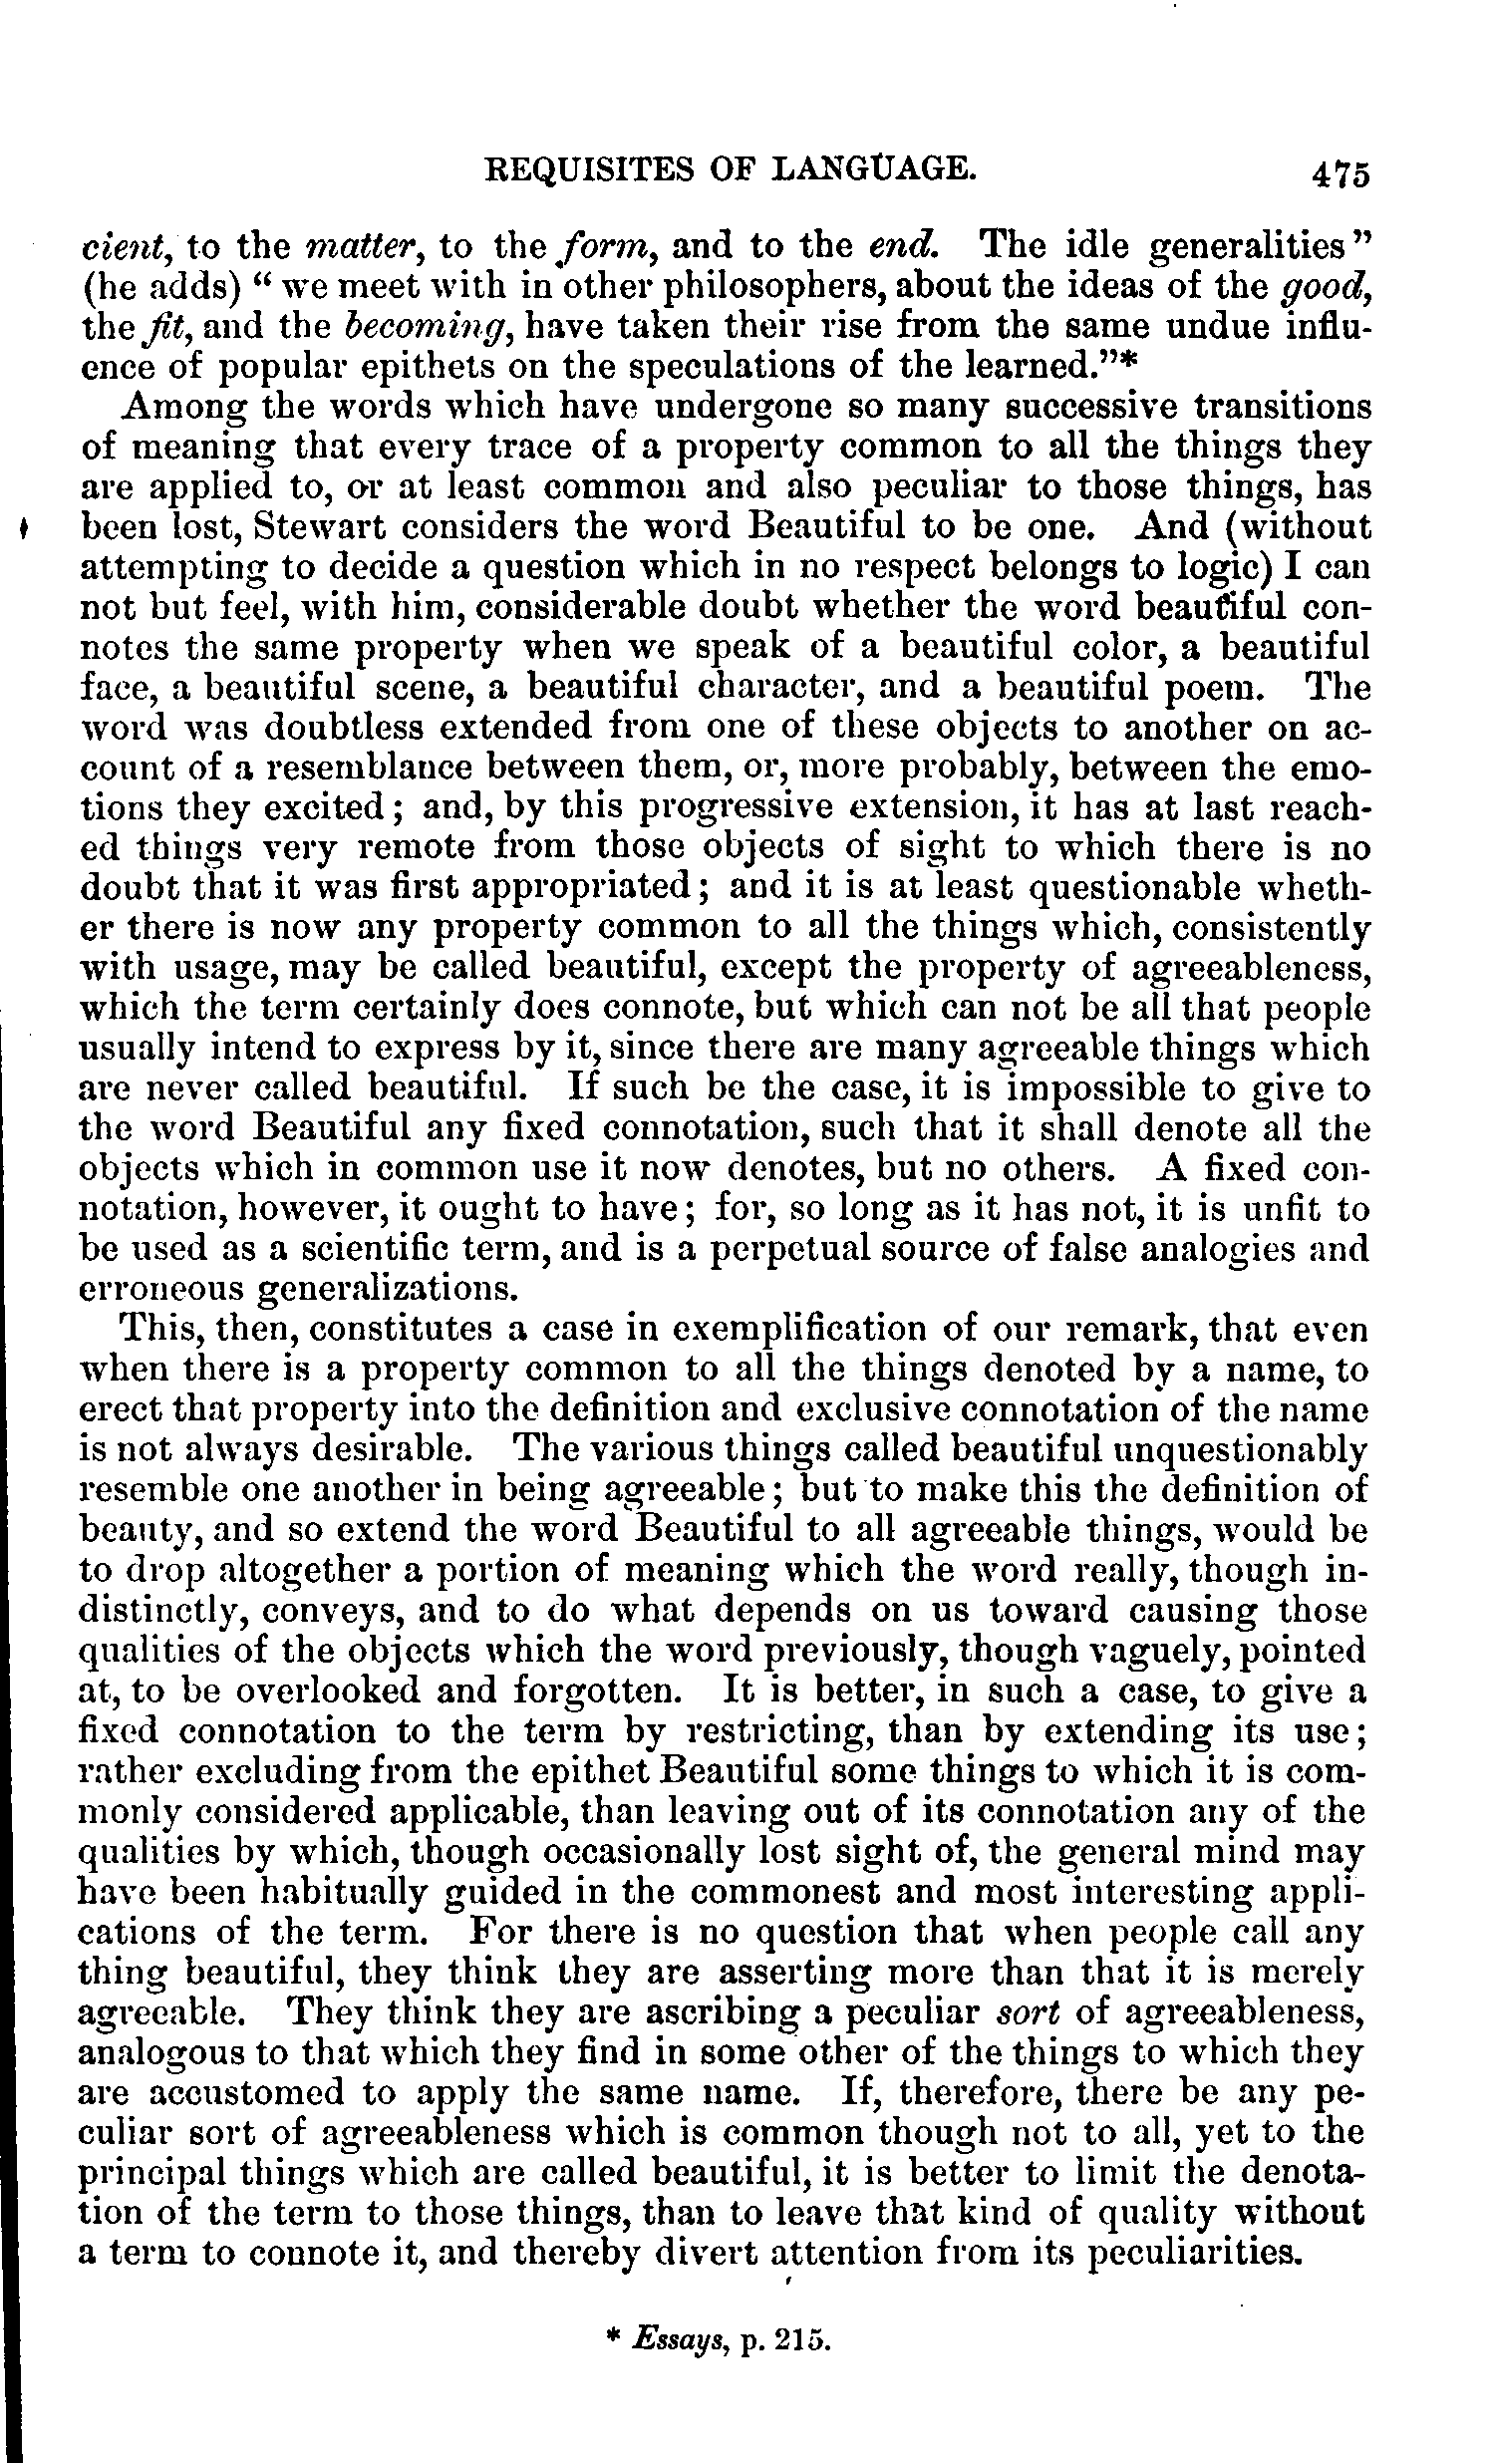 REQUISITES OF LANGUAGE. 475
cient, to the matter, to the form, and to the end. The idle generalities”
(he adds) “ we meet with in other philosophers, about the ideas of the good,
the fit, and the becoming, have taken their rise from the same undue influ-
ence of popular epithets on the speculations of the learned.”*
Among the words which have undergone so many successive transitions
of meaning that every trace of a property common to all the things they
are applied to, or at least common and also peculiar to those things, has
been lost, Stewart considers the word Beautiful to be one. And (without
attempting to decide a question which in no respect belongs to logic) I can
not but feel, with him, considerable doubt whether the word beautiful con-
notes the same property when we speak of a beautiful color, a beautiful
face, a beautiful scene, a beautiful character, and a beautiful poem. The
word was doubtless extended from one of these objects to another on ac-
count of a resemblance between them, or, more probably, between the emo-
tions they excited; and, by this progressive extension, it has at last reach-
ed things very remote from those objects of sight to which there is no
doubt that it was first appropriated; and it is at least questionable wheth-
er there is now any property common to all the things which, consistently
with usage, may be called beautiful, except the property of agreeableness,
which the term certainly does connote, but which can not be all that people
usually intend to express by it, since there are many agreeable things which
are never called beautiful. If such be the case, it is impossible to give to
the word Beautiful any fixed connotation, such that it shall denote all the
objects which in common use it now denotes, but no others. A fixed con-
notation, however, it ought to have; for, so long as it has not, it is unfit to
be used as a scientific term, and is a perpetual source of false analogies and
erroneous generalizations.
This, then, constitutes a case in exemplification of our remark, that even
when there is a property common to all the things denoted by a name, to
erect that property into the definition and exclusive connotation of the name
is not always desirable. The various things called beautiful unquestionably
resemble one another in being agreeable; but to make this the definition of
beauty, and so extend the word Beautiful to all agreeable things, would be
to drop altogether a portion of meaning which the word really, though in-
distinctly, conveys, and to do what depends on us toward causing those
qualities of the objects which the word previously, though vaguely, pointed
at, to be overlooked and forgotten. It is better, in such a case, to give a
fixed connotation to the term by restricting, than by extending its use;
rather excluding from the epithet Beautiful some things to which it is com-
monly considered applicable, than leaving out of its connotation any of the
qualities by which, though occasionally lost sight of, the general mind may
have been habitually guided in the commonest and most interesting appli-
cations of the term. For there is no question that when people call any
thing beautiful, they think they are asserting more than that it is merely
agreeable. They think they are ascribing a peculiar sort of agreeableness,
analogous to that which they find in some other of the things to which they
are accustomed to apply the same name. If, therefore, there be any pe-
culiar sort of agreeableness which is common though not to all, yet to the
principal things which are called beautiful, it is better to limit the denota-
tion of the term to those things, than to leave that kind of quality without
a term to connote it, and thereby divert attention from its peculiarities.
* Essays, p. 215.